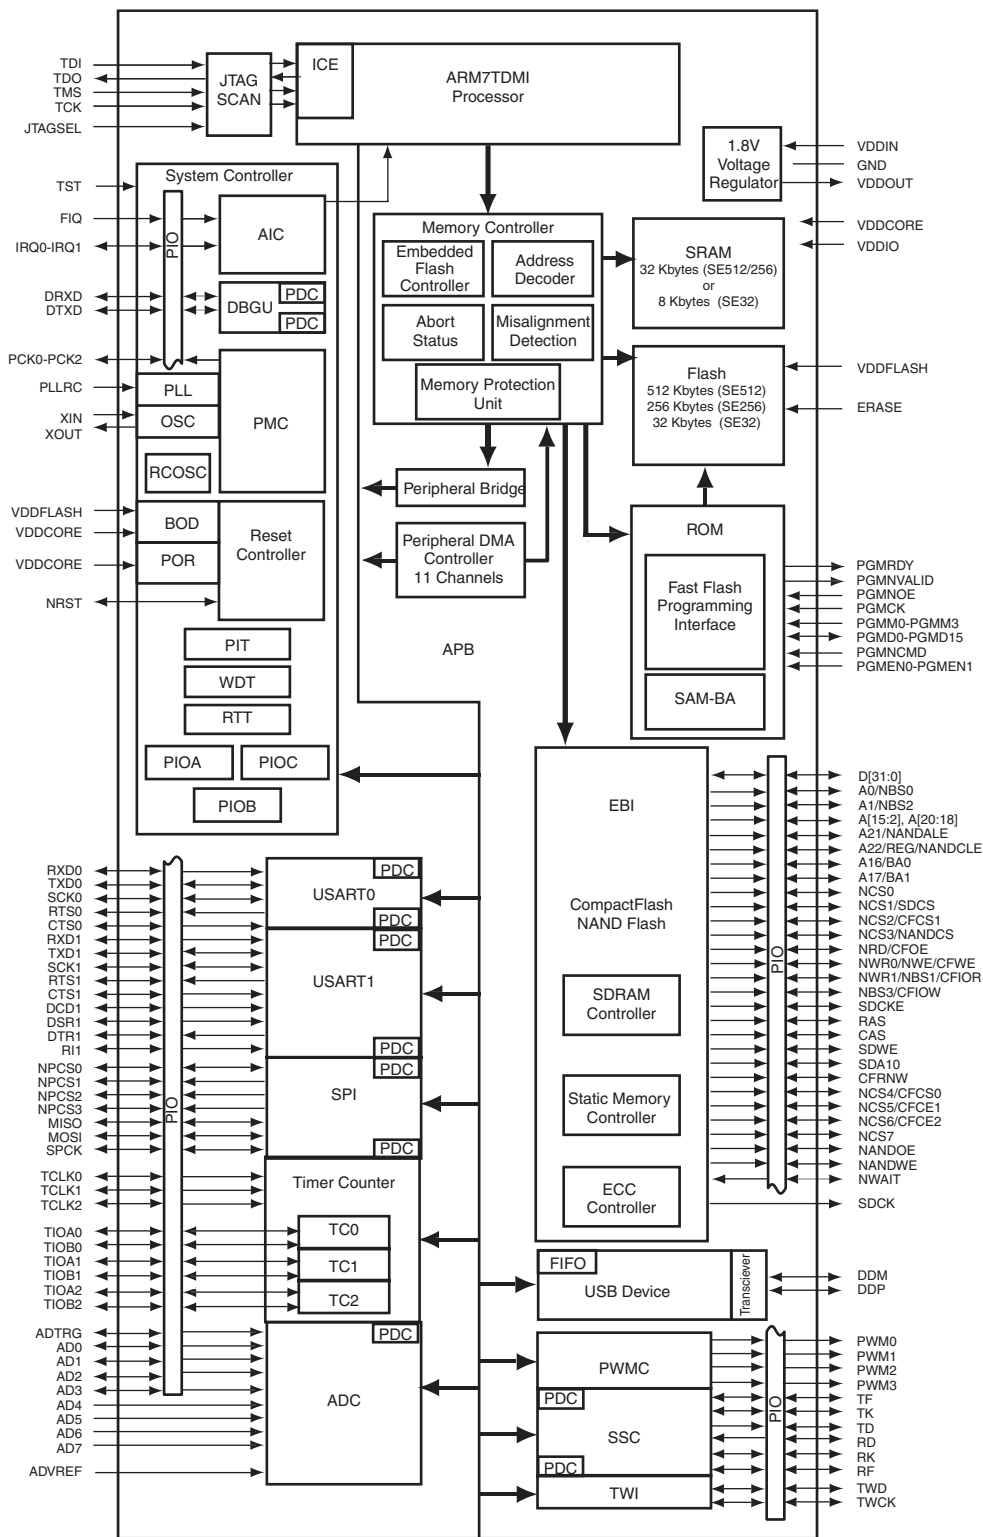 TDI
TDO
TMS
TCK
JTAGSEL
JTAG
SCAN
ICE
ARM7TDMI
Processor
1.8V
Voltage
Regulator
VDDIN
GND
VDDOUT
VDDCORE
VDDIO
System Controller
TST
FIQ
IRQ0-IRQ1
PIO
AIC
DRXD
DTXD
DBGU
PDC
PDC
PCK0-PCK2
PLLRC
PLL
XIN
XOUT
OSC
PMC
RCOSC
VDDFLASH
VDDCORE
BOD
VDDCORE
POR
Reset
Controller
NRST
PIT
WDT
RTT
PIOA
PIOC
PIOB
Memory Controller
Embedded
Flash
Controller
Address
Decoder
Abort
Status
Misalignment
Detection
Memory Protection
Unit
SRAM
32 Kbytes (SE512/256)
or
8 Kbytes (SE32)
Flash
512 Kbytes (SE512)
256 Kbytes (SE256)
32 Kbytes (SE32)
VDDFLASH
ERASE
Peripheral Bridge
Peripheral DMA
Controller
11 Channels
APB
ROM
Fast Flash
Programming
Interface
SAM-BA
PGMRDY
PGMNVALID
PGMNOE
PGMCK
PGMM0-PGMM3
PGMD0-PGMD15
PGMNCMD
PGMEN0-PGMEN1
EBI
CompactFlash
NAND Flash
SDRAM
Controller
Static Memory
Controller
ECC
Controller
PIO
D[31:0]
A0/NBS0
A1/NBS2
A[15:2], A[20:18]
A21/NANDALE
A22/REG/NANDCLE
A16/BA0
A17/BA1
NCS0
NCS1/SDCS
NCS2/CFCS1
NCS3/NANDCS
NRD/CFOE
NWR0/NWE/CFWE
NWR1/NBS1/CFIOR
NBS3/CFIOW
SDCKE
RAS
CAS
SDWE
SDA10
CFRNW
NCS4/CFCS0
NCS5/CFCE1
NCS6/CFCE2
NCS7
NANDOE
NANDWE
NWAIT
SDCK
RXD0
TXD0
SCK0
RTS0
CTS0
RXD1
TXD1
SCK1
RTS1
CTS1
DCD1
DSR1
DTR1
RI1
NPCS0
NPCS1
NPCS2
NPCS3
MISO
MOSI
SPCK
TCLK0
TCLK1
TCLK2
TIOA0
TIOB0
TIOA1
TIOB1
TIOA2
TIOB2
ADTRG
AD0
AD1
AD2
AD3
AD4
AD5
AD6
AD7
ADVREF
PIO
PDC
USART0
PDC
PDC
USART1
PDC
PDC
SPI
PDC
Timer Counter
TC0
TC1
TC2
PDC
ADC
FIFO
USB Device
Transciever
DDM
DDP
PWMC
PDC
SSC
PDC
TWI
PIO
PWM0
PWM1
PWM2
PWM3
TF
TK
TD
RD
RK
RF
TWD
TWCK